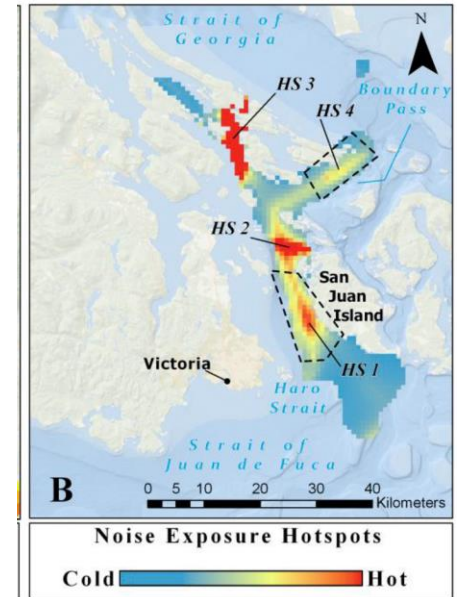 Strait of
Georgia
N
HS 3
HS 4
Boundary
Pass
HS 2
San
Juan
Island
Victoria
HS 1
Haro
Strait
Strait of
Juan de Fuca
B
0 5 10 20 30 40
Kilometers
Noise Exposure Hotspots
Cold Hot